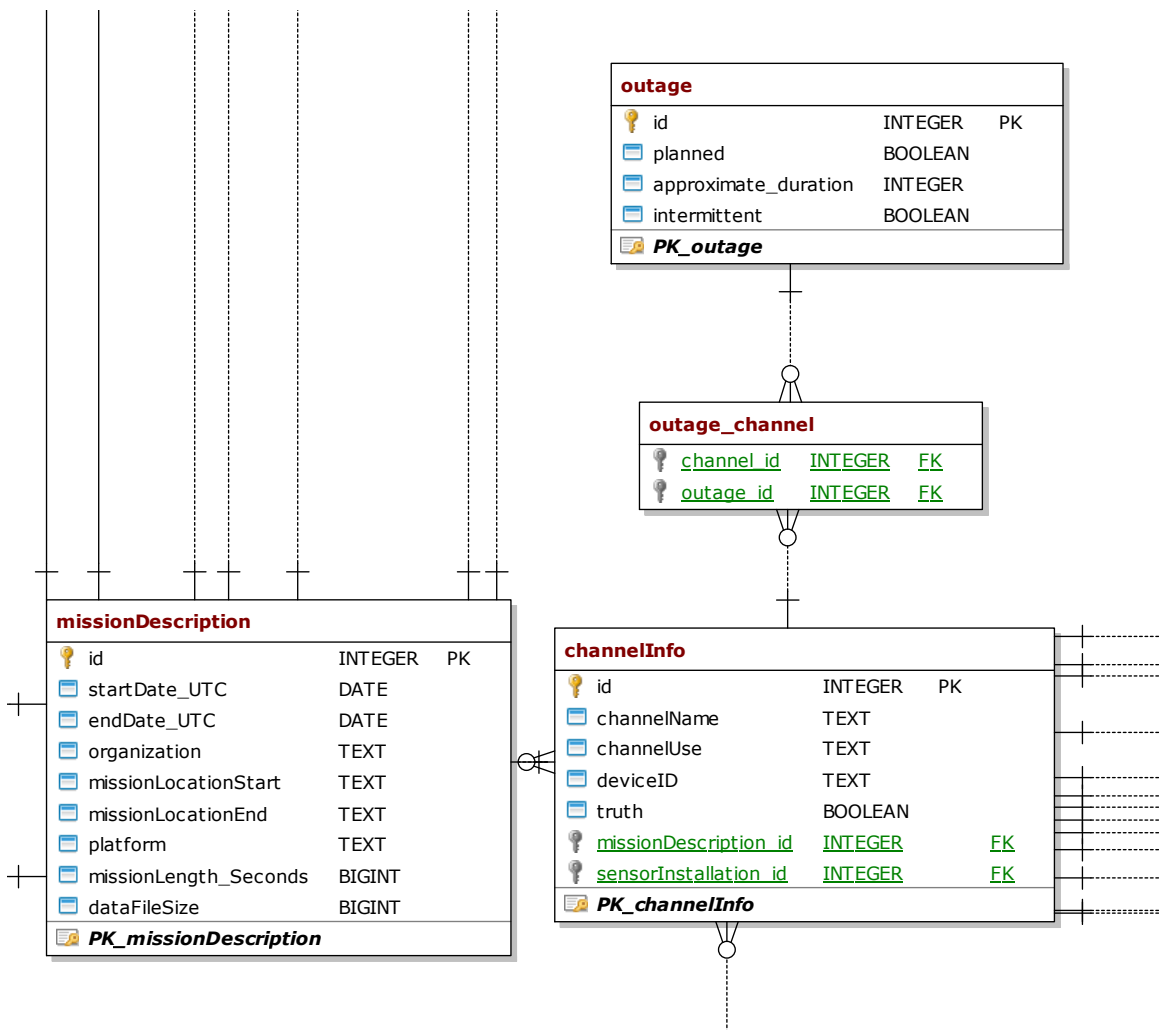 outage
id INTEGER PK
planned BOOLEAN
approximate_duration INTEGER
intermittent BOOLEAN
PK_outage
outage_channel
channel_id INTEGER FK
outage_id INTEGER FK
missionDescription
id INTEGER PK
startDate_UTC DATE
endDate_UTC DATE
organization TEXT
missionLocationStart TEXT
missionLocationEnd TEXT
platform TEXT
missionLength_Seconds BIGINT
dataFileSize BIGINT
PK_missionDescription
channelInfo
id INTEGER PK
channelName TEXT
channelUse TEXT
deviceID TEXT
truth BOOLEAN
missionDescription_id INTEGER FK
sensorInstallation_id INTEGER FK
PK_channelInfo